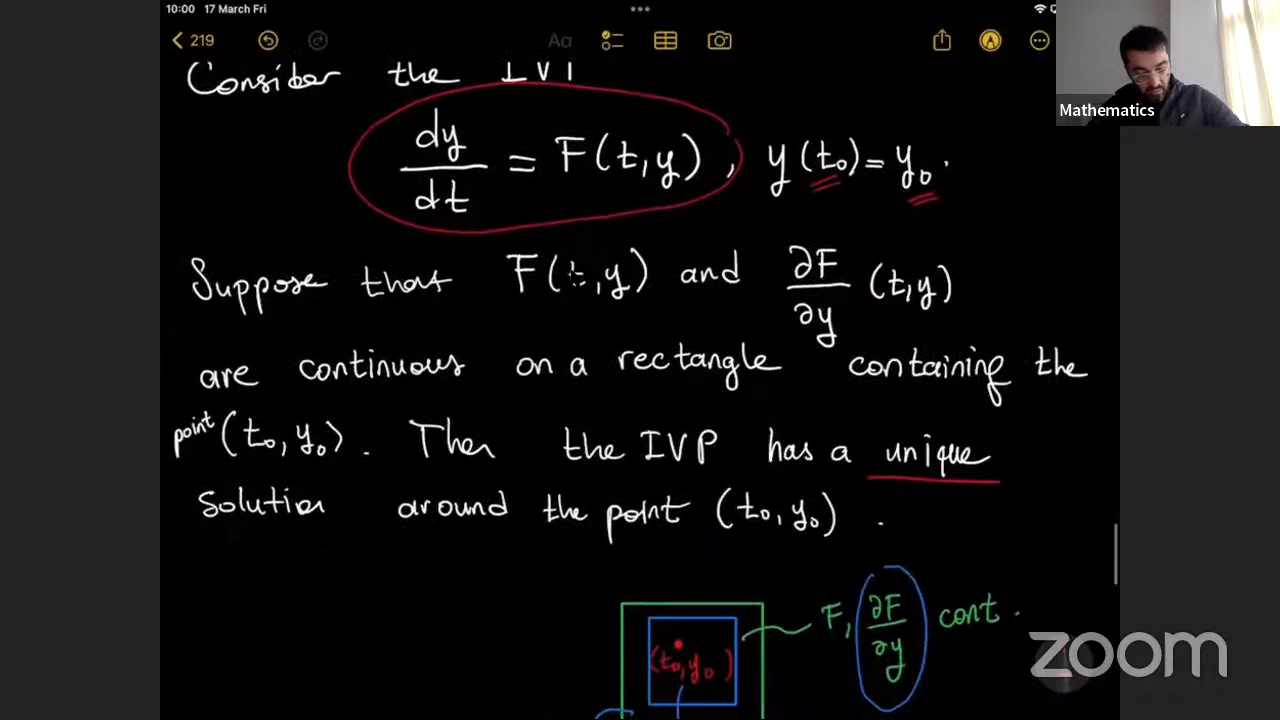 10:00 17 March Fri
219
Aa
Mathematics
Consider the IVP
dy/dt = F(t,y), y(t₀)=y₀.
Suppose that F(t,y) and ∂F/∂y (t,y)
are continuous on a rectangle containing the
point (t₀,y₀). Then the IVP has a unique
solution around the point (t₀,y₀).
F, ∂F/∂y cont.
(t₀,y₀)
zoom